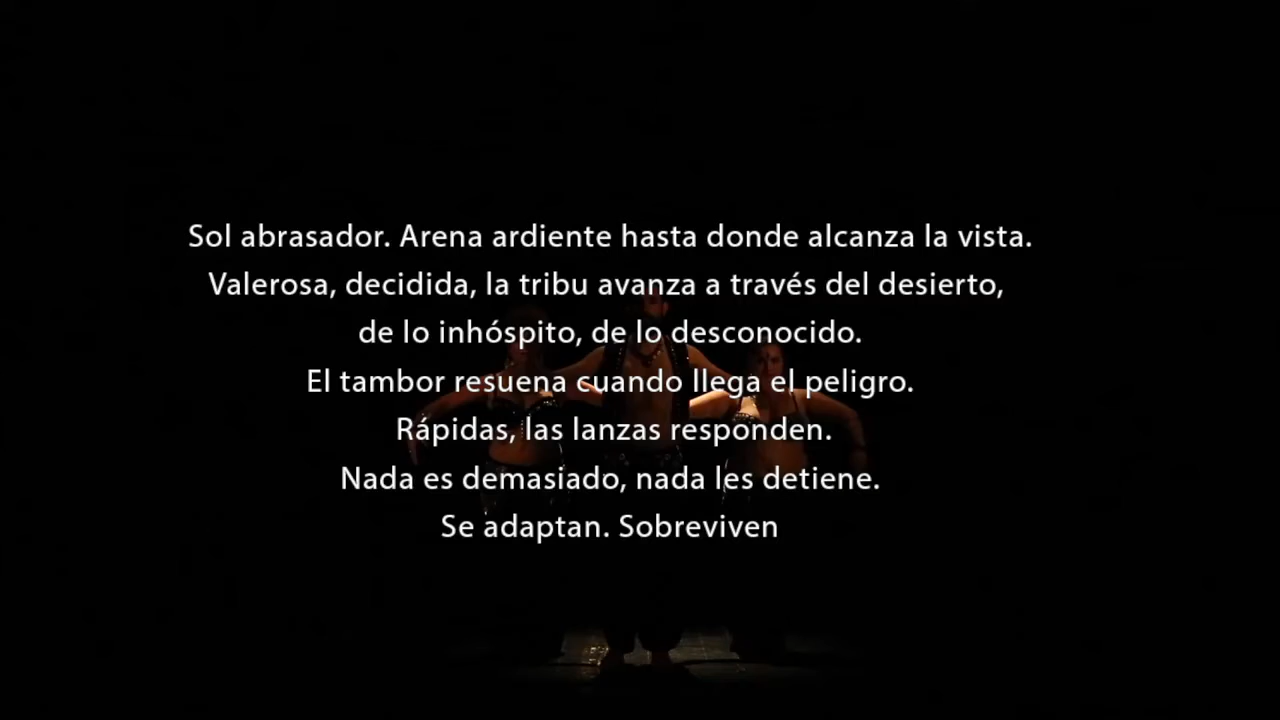 Sol abrasador. Arena ardiente hasta donde alcanza la vista.
Valerosa, decidida, la tribu avanza a través del desierto,
de lo inhóspito, de lo desconocido.
El tambor resuena cuando llega el peligro.
Rápidas, las lanzas responden.
Nada es demasiado, nada les detiene.
Se adaptan. Sobreviven